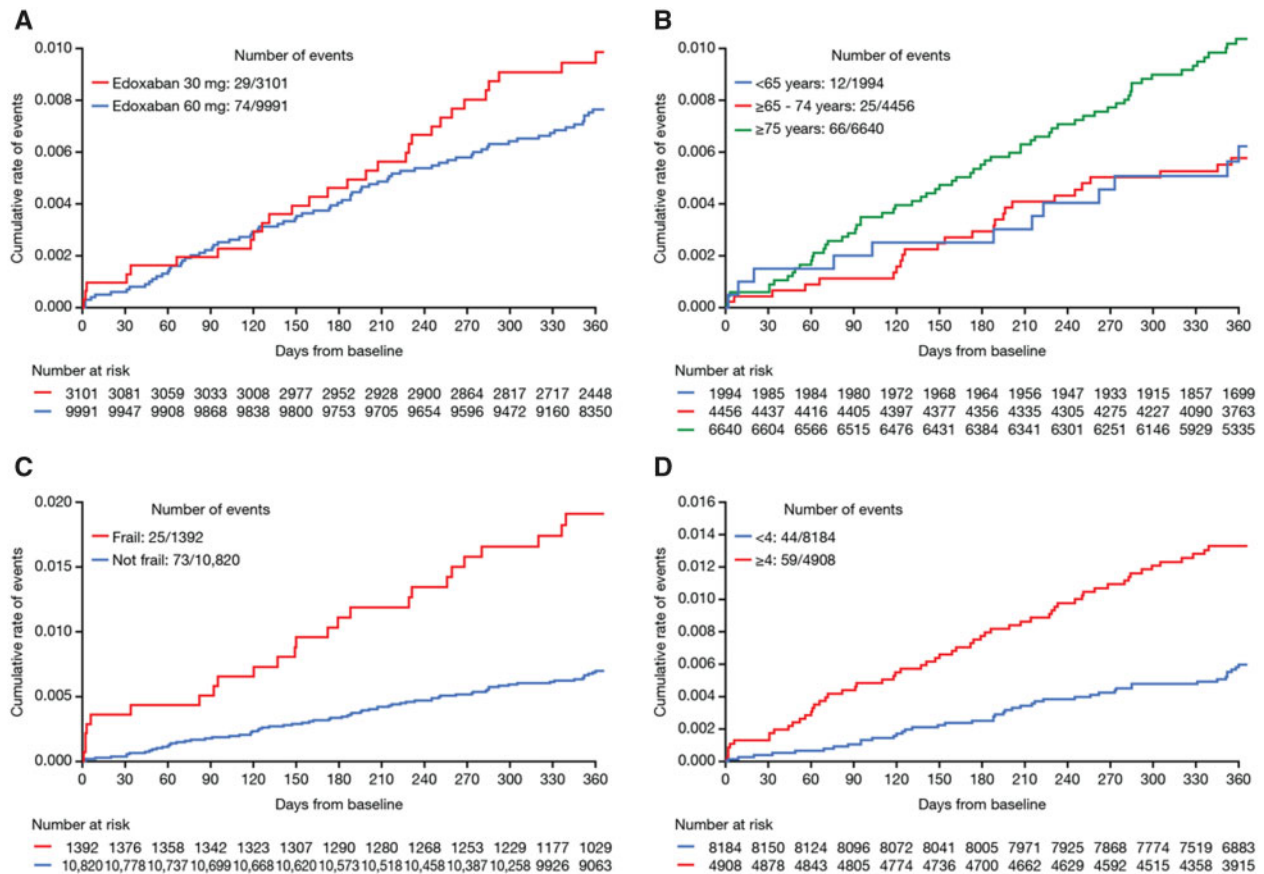 A
Number of events
Edoxaban 30 mg: 29/3101
Edoxaban 60 mg: 74/9991
Cumulative rate of events
0.010
0.008
0.006
0.004
0.002
0.000
0 30 60 90 120 150 180 210 240 270 300 330 360
Days from baseline
Number at risk
3101 3081 3059 3033 3008 2977 2952 2928 2900 2864 2817 2717 2448
9991 9947 9908 9868 9838 9800 9753 9705 9654 9596 9472 9160 8350
B
Number of events
<65 years: 12/1994
≥65 - 74 years: 25/4456
≥75 years: 66/6640
Cumulative rate of events
0.010
0.008
0.006
0.004
0.002
0.000
0 30 60 90 120 150 180 210 240 270 300 330 360
Days from baseline
Number at risk
1994 1985 1984 1980 1972 1968 1964 1956 1947 1933 1915 1857 1699
4456 4437 4416 4405 4397 4377 4356 4335 4305 4275 4227 4090 3763
6640 6604 6566 6515 6476 6431 6384 6341 6301 6251 6146 5929 5335
C
Number of events
Frail: 25/1392
Not frail: 73/10,820
Cumulative rate of events
0.020
0.015
0.010
0.005
0.000
0 30 60 90 120 150 180 210 240 270 300 330 360
Days from baseline
Number at risk
1392 1376 1358 1342 1323 1307 1290 1280 1268 1253 1229 1177 1029
10,820 10,778 10,737 10,699 10,668 10,620 10,573 10,518 10,458 10,387 10,258 9926 9063
D
Number of events
<4: 44/8184
≥4: 59/4908
Cumulative rate of events
0.016
0.014
0.012
0.010
0.008
0.006
0.004
0.002
0.000
0 30 60 90 120 150 180 210 240 270 300 330 360
Days from baseline
Number at risk
8184 8150 8124 8096 8072 8041 8005 7971 7925 7868 7774 7519 6883
4908 4878 4843 4805 4774 4736 4700 4662 4629 4592 4515 4358 3915